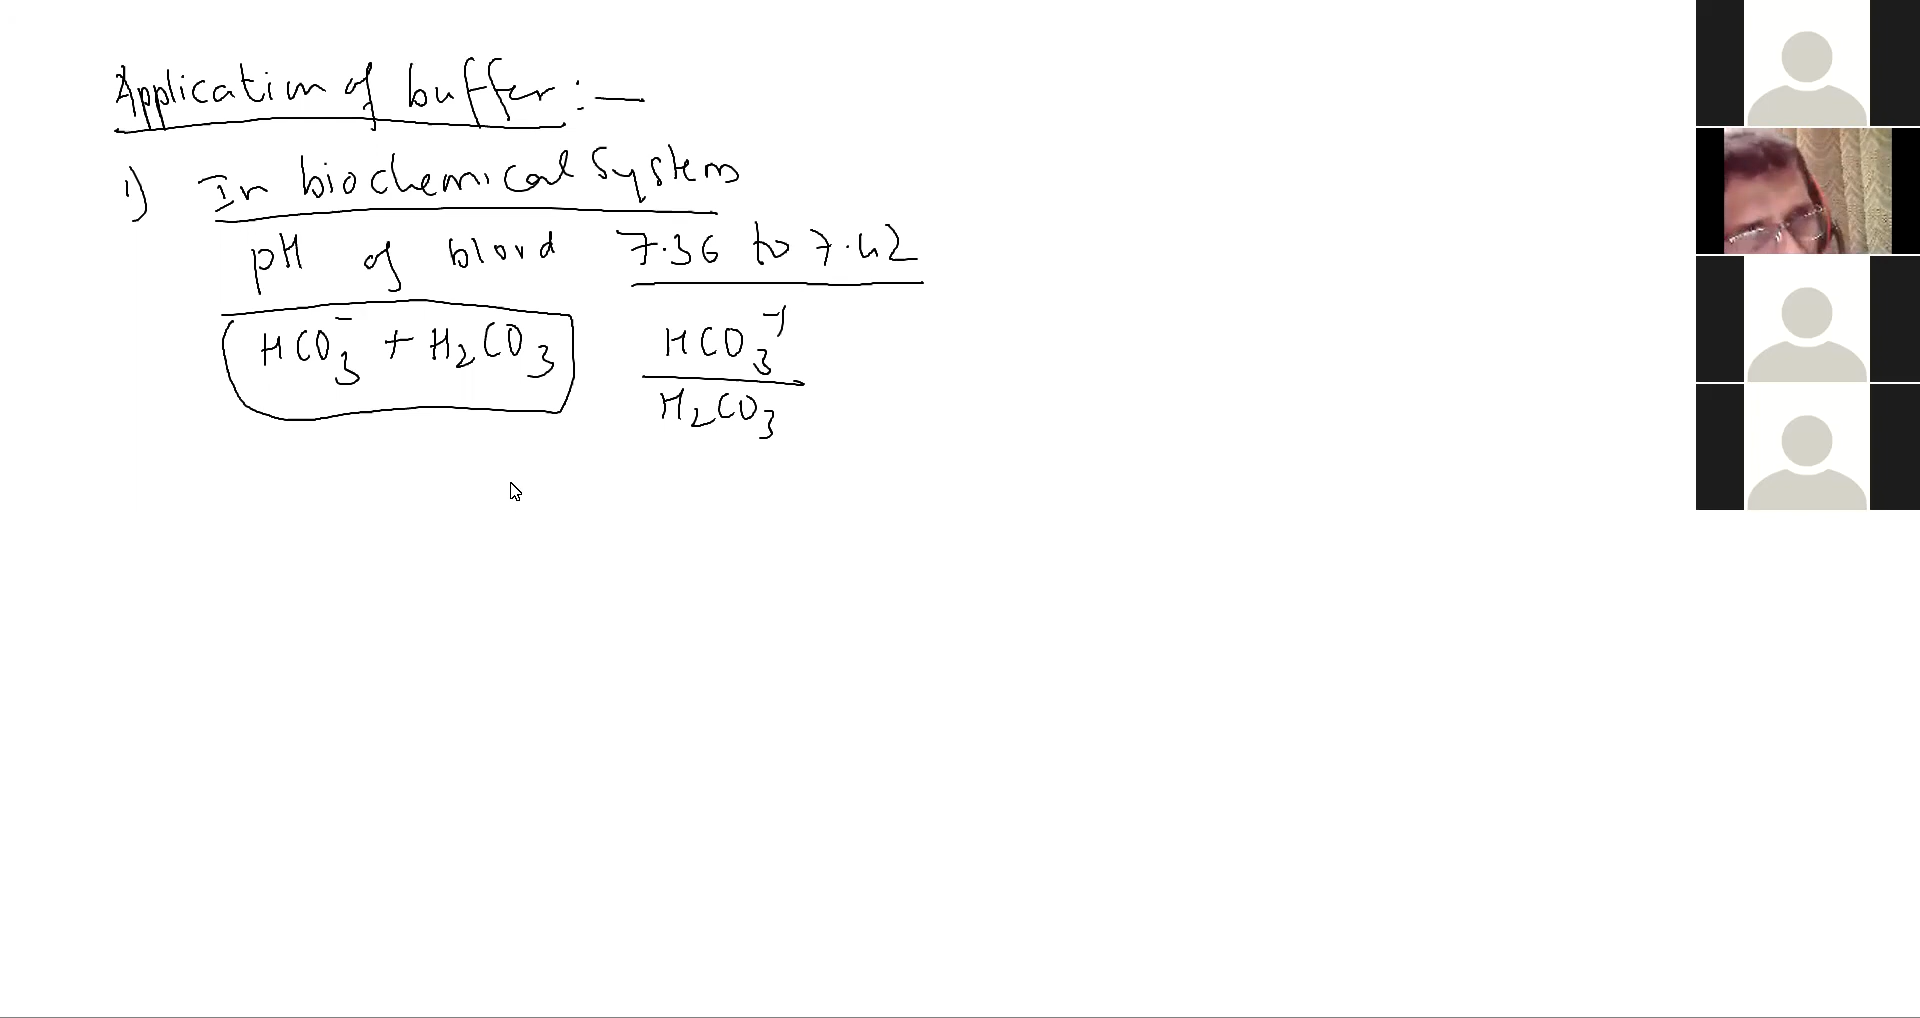 Application of buffer :—
1) In biochemical System
pH of blood 7.36 to 7.42
HCO₃⁻ + H₂CO₃
HCO₃⁻
H₂CO₃